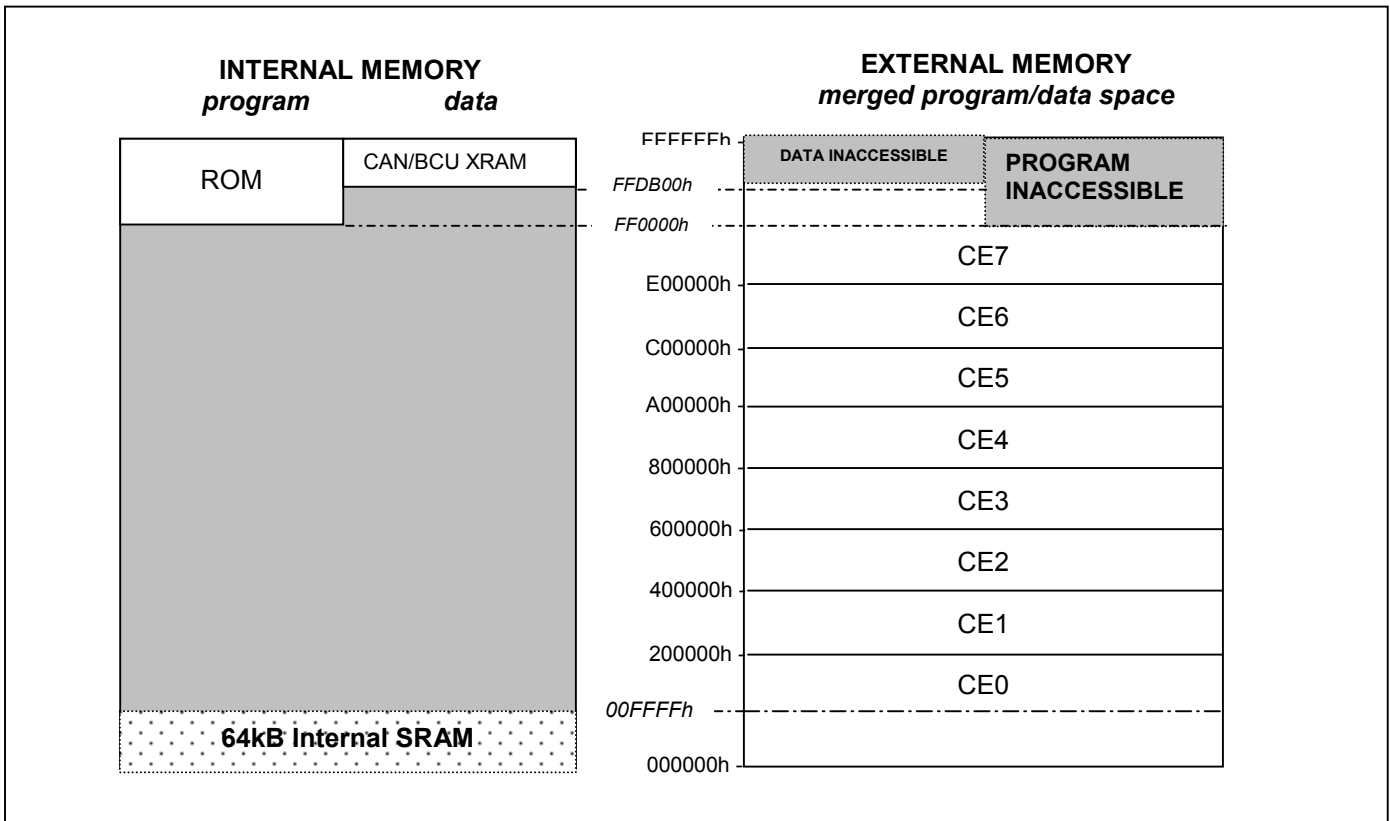 INTERNAL MEMORY
program data
EXTERNAL MEMORY
merged program/data space
ROM
CAN/BCU XRAM
FFFFFFh
DATA INACCESSIBLE
PROGRAM
INACCESSIBLE
FFDB00h
FF0000h
CE7
E00000h
CE6
C00000h
CE5
A00000h
CE4
800000h
CE3
600000h
CE2
400000h
CE1
200000h
CE0
00FFFFh
64kB Internal SRAM
000000h